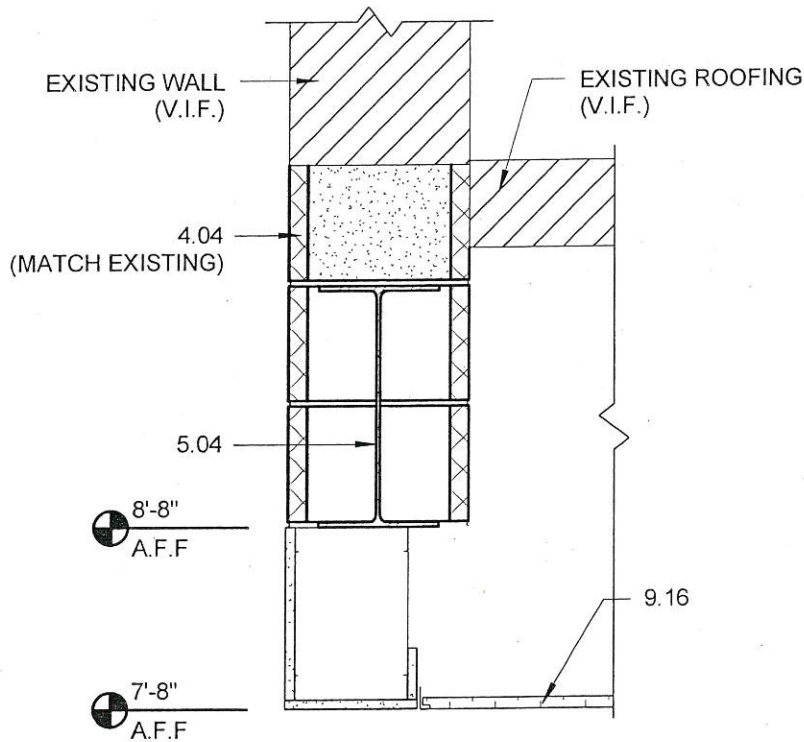 EXISTING WALL
(V.I.F.)
EXISTING ROOFING
(V.I.F.)
4.04
(MATCH EXISTING)
5.04
8'-8"
A.F.F
9.16
7'-8"
A.F.F